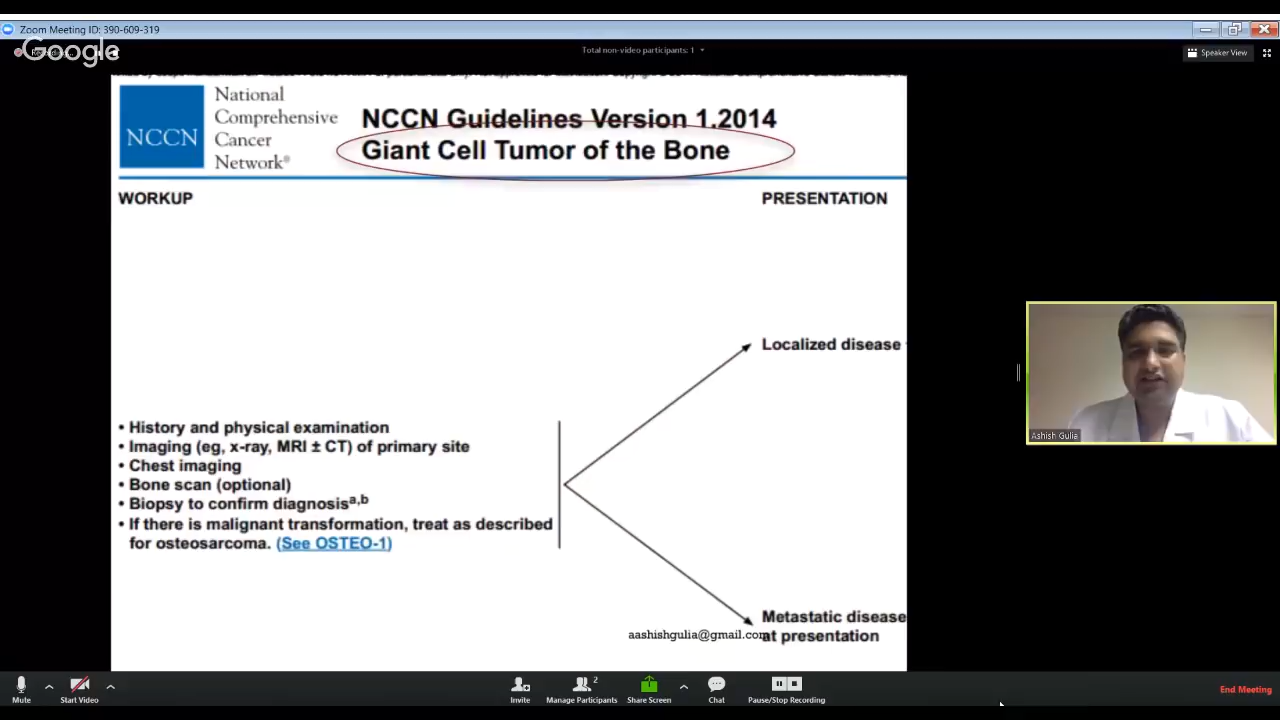 Zoom Meeting ID: 390-609-319
Google
Total non-video participants: 1
Speaker View
NCCN
National
Comprehensive
Cancer
Network®
NCCN Guidelines Version 1.2014
Giant Cell Tumor of the Bone
WORKUP
PRESENTATION
Localized disease
• History and physical examination
• Imaging (eg, x-ray, MRI ± CT) of primary site
• Chest imaging
• Bone scan (optional)
• Biopsy to confirm diagnosisa,b
• If there is malignant transformation, treat as described
for osteosarcoma. (See OSTEO-1)
Metastatic disease
at presentation
aashishgulia@gmail.com
Ashish Gulia
Mute
Start Video
Invite
2
Manage Participants
Share Screen
Chat
Pause/Stop Recording
End Meeting